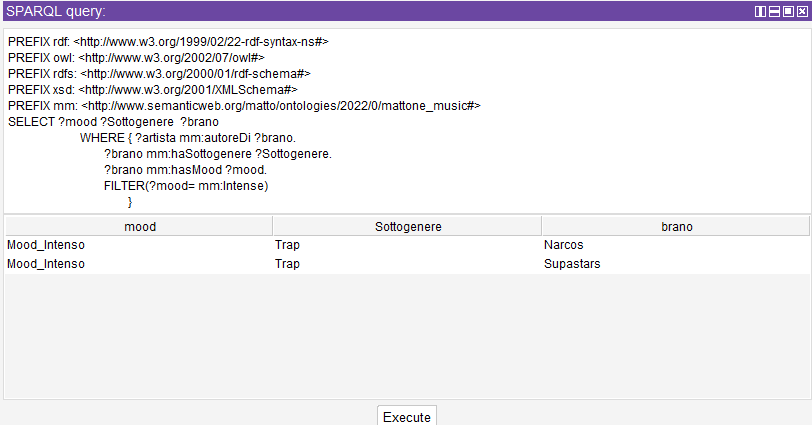 SPARQL query:
PREFIX rdf: <http://www.w3.org/1999/02/22-rdf-syntax-ns#>
PREFIX owl: <http://www.w3.org/2002/07/owl#>
PREFIX rdfs: <http://www.w3.org/2000/01/rdf-schema#>
PREFIX xsd: <http://www.w3.org/2001/XMLSchema#>
PREFIX mm: <http://www.semanticweb.org/matto/ontologies/2022/0/mattone_music#>
SELECT ?mood ?Sottogenere ?brano
WHERE { ?artista mm:autoreDi ?brano.
?brano mm:haSottogenere ?Sottogenere.
?brano mm:hasMood ?mood.
FILTER(?mood= mm:Intense)
}
mood Sottogenere brano
Mood_Intenso Trap Narcos
Mood_Intenso Trap Supastars
Execute